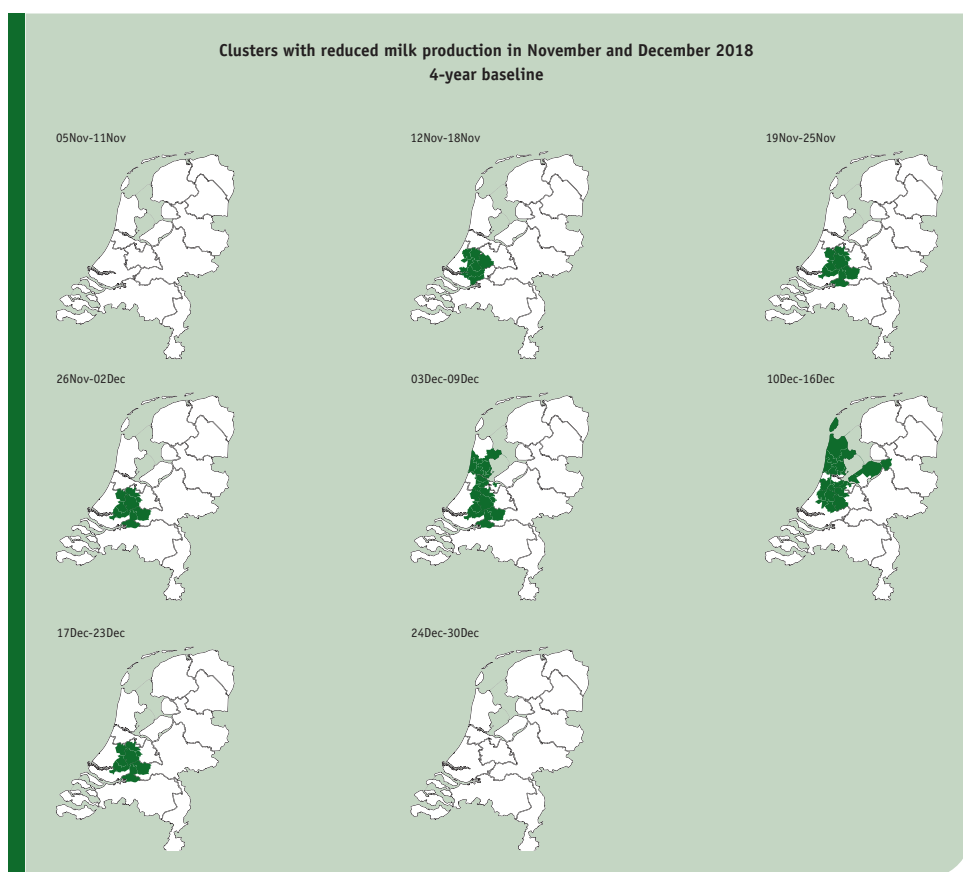 Clusters with reduced milk production in November and December 2018
4-year baseline
05Nov-11Nov
12Nov-18Nov
19Nov-25Nov
26Nov-02Dec
03Dec-09Dec
10Dec-16Dec
17Dec-23Dec
24Dec-30Dec